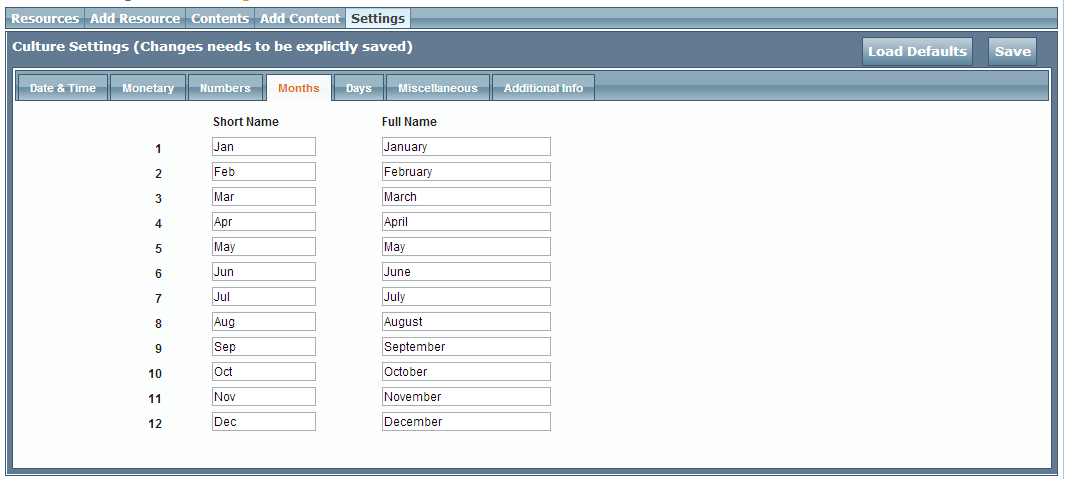 Resources Add Resource Contents Add Content Settings
Culture Settings (Changes needs to be explictly saved) Load Defaults Save
Date & Time Monetary Numbers Months Days Miscellaneous Additional Info
Short Name Full Name
1 Jan January
2 Feb February
3 Mar March
4 Apr April
5 May May
6 Jun June
7 Jul July
8 Aug August
9 Sep September
10 Oct October
11 Nov November
12 Dec December